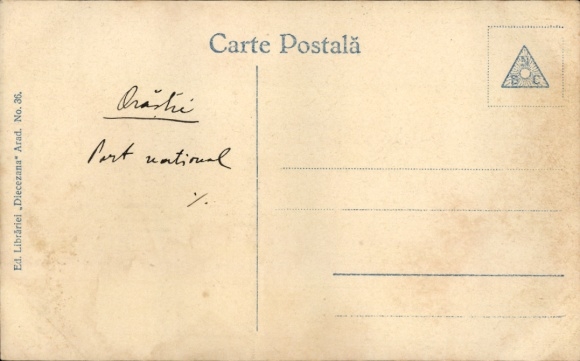 Carte Postală
N
B C
Orăștie
Port național
%.
Ed. Librăriei „Diecezana" Arad. No. 36.